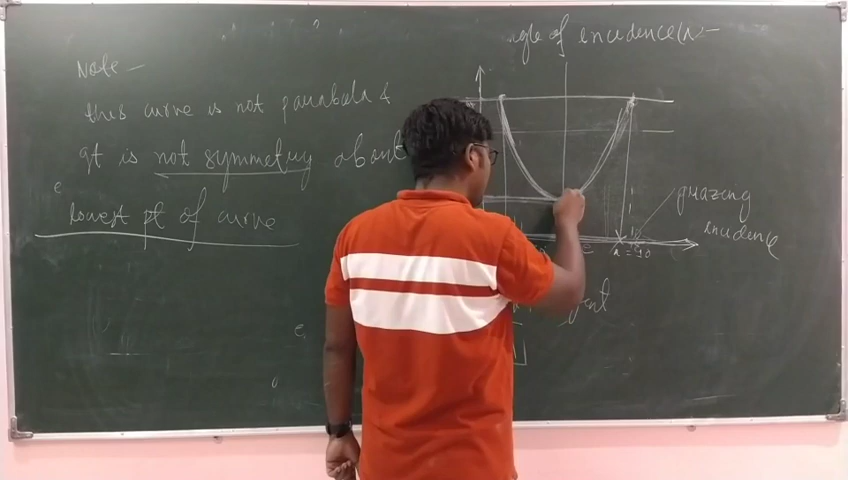 ngle of incidence(i) -
Note -
this curve is not parabola &
it is not symmetry about
lowest pt of curve
grazing
incidence
i = 90